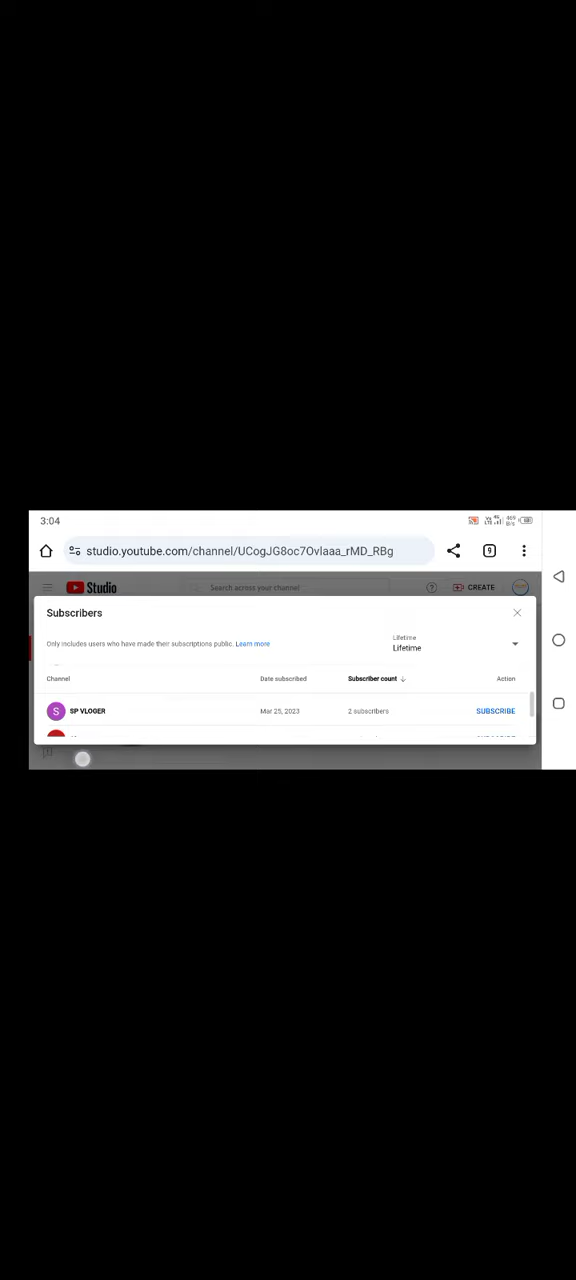 3:04
studio.youtube.com/channel/UCogJG8oc7Ovlaaa_rMD_RBg
9
Studio
Search across your channel
CREATE
Subscribers
Only includes users who have made their subscriptions public. Learn more
Lifetime
Lifetime
Channel Date subscribed Subscriber count Action
S SP VLOGER Mar 25, 2023 2 subscribers SUBSCRIBE